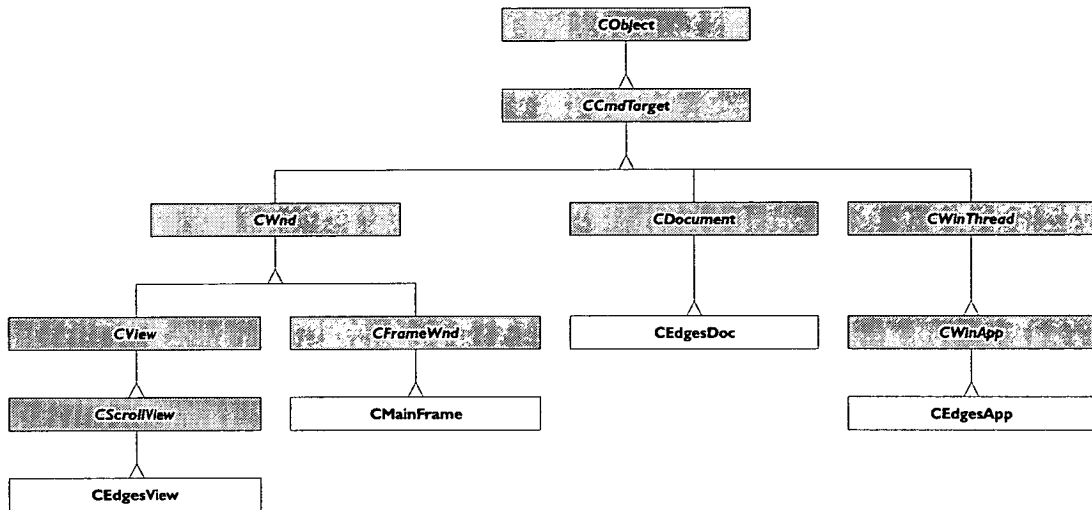 CObject
CCmdTarget
CWnd
CDocument
CWinThread
CView
CFrameWnd
CEdgesDoc
CWinApp
CScrollView
CMainFrame
CEdgesApp
CEdgesView